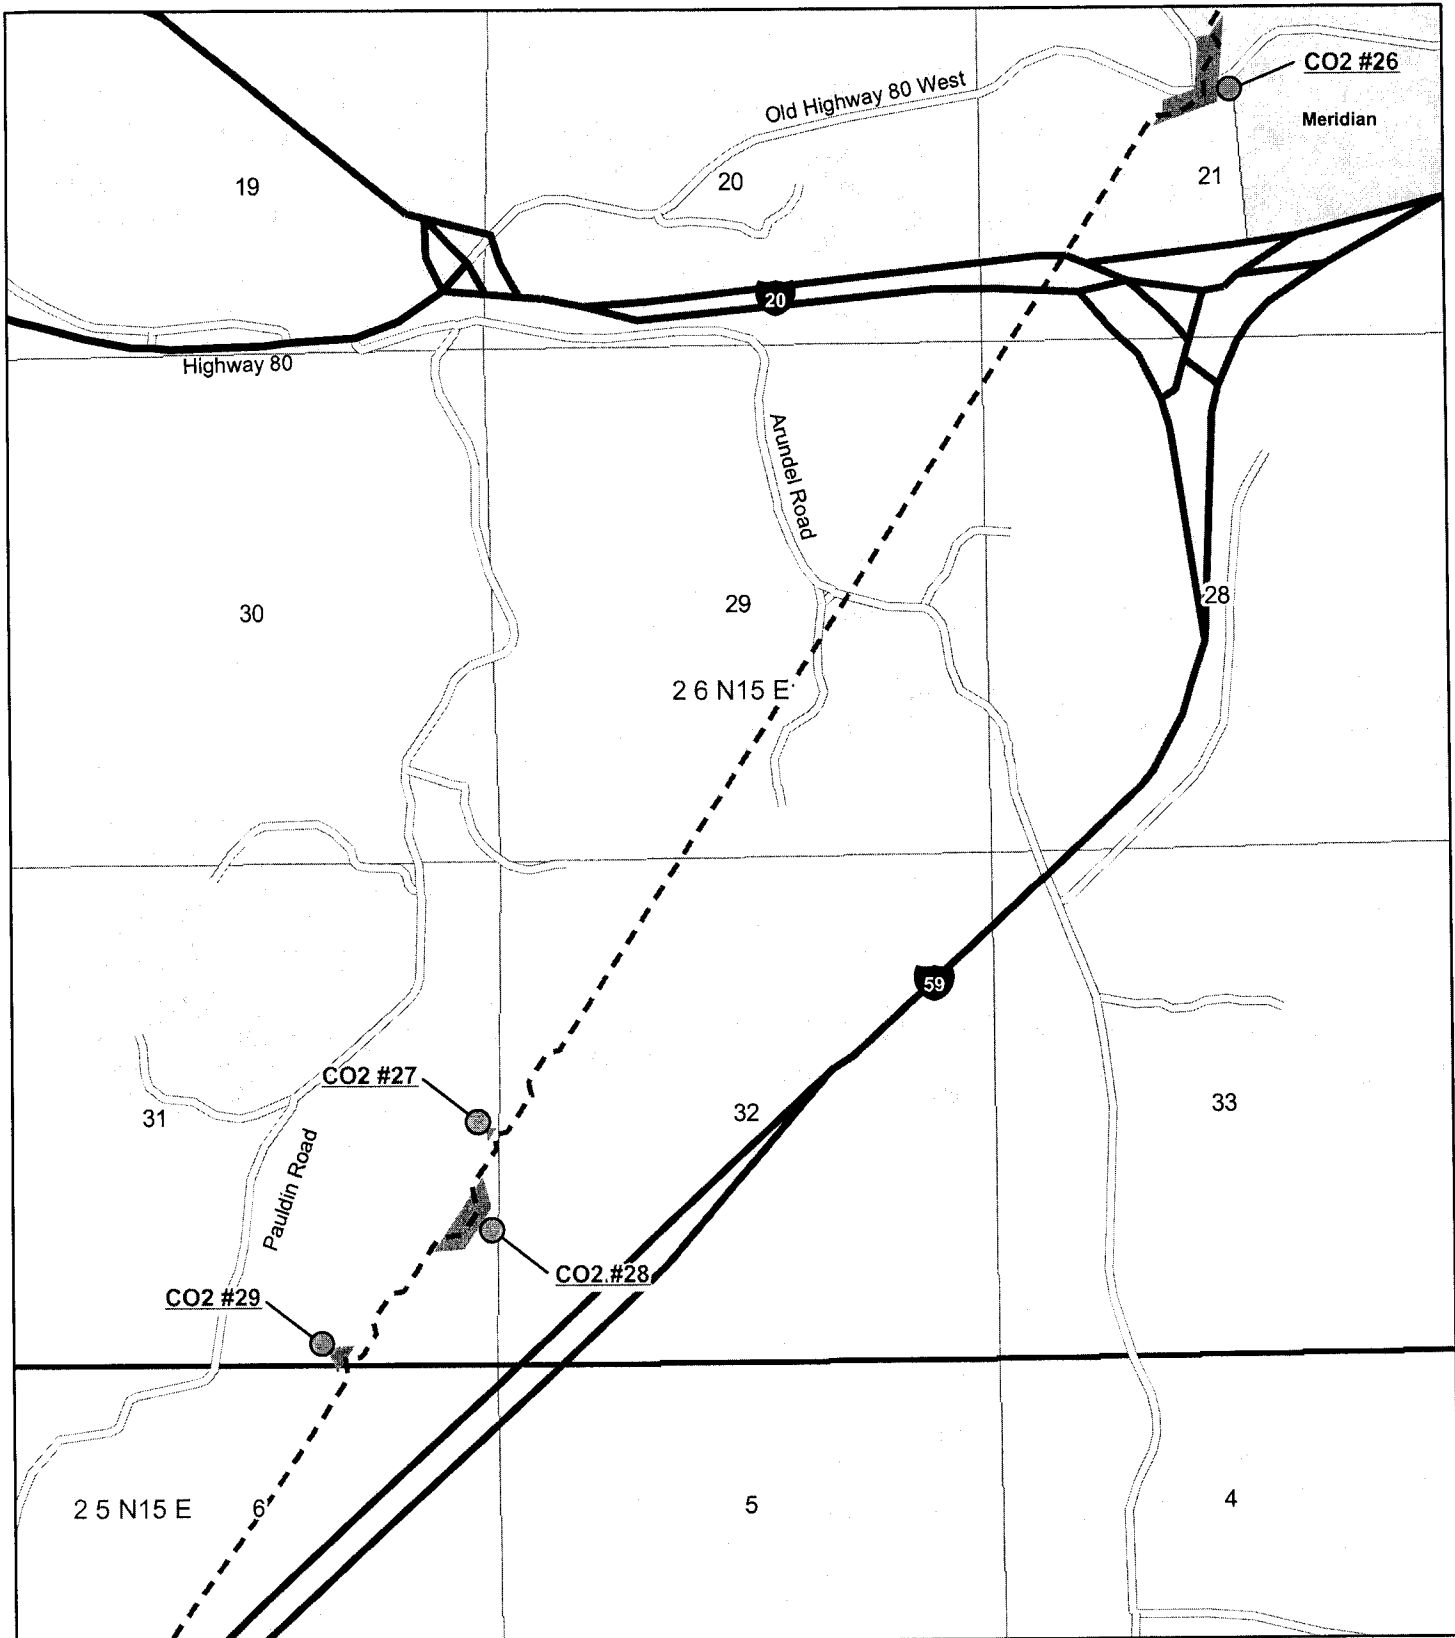 CO2 #26
Old Highway 80 West
Meridian
19
20
21
20
Highway 80
Arundel Road
30
29
28
2 6 N15 E
59
CO2 #27
31
32
33
Pauldin Road
CO2 #28
CO2 #29
2 5 N15 E
6
5
4